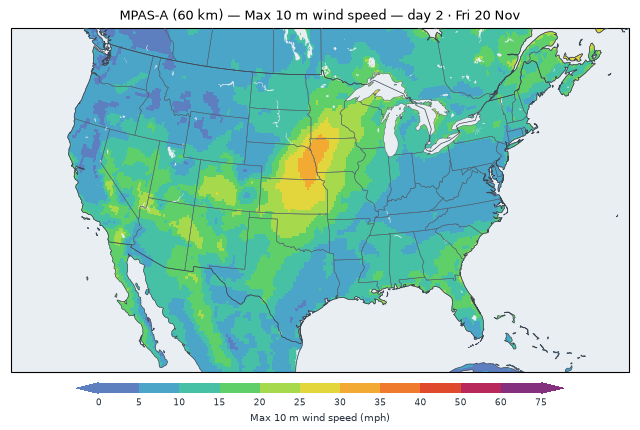 MPAS-A (60 km) — Max 10 m wind speed — day 2 · Fri 20 Nov
0 5 10 15 20 25 30 35 40 50 60 75
Max 10 m wind speed (mph)